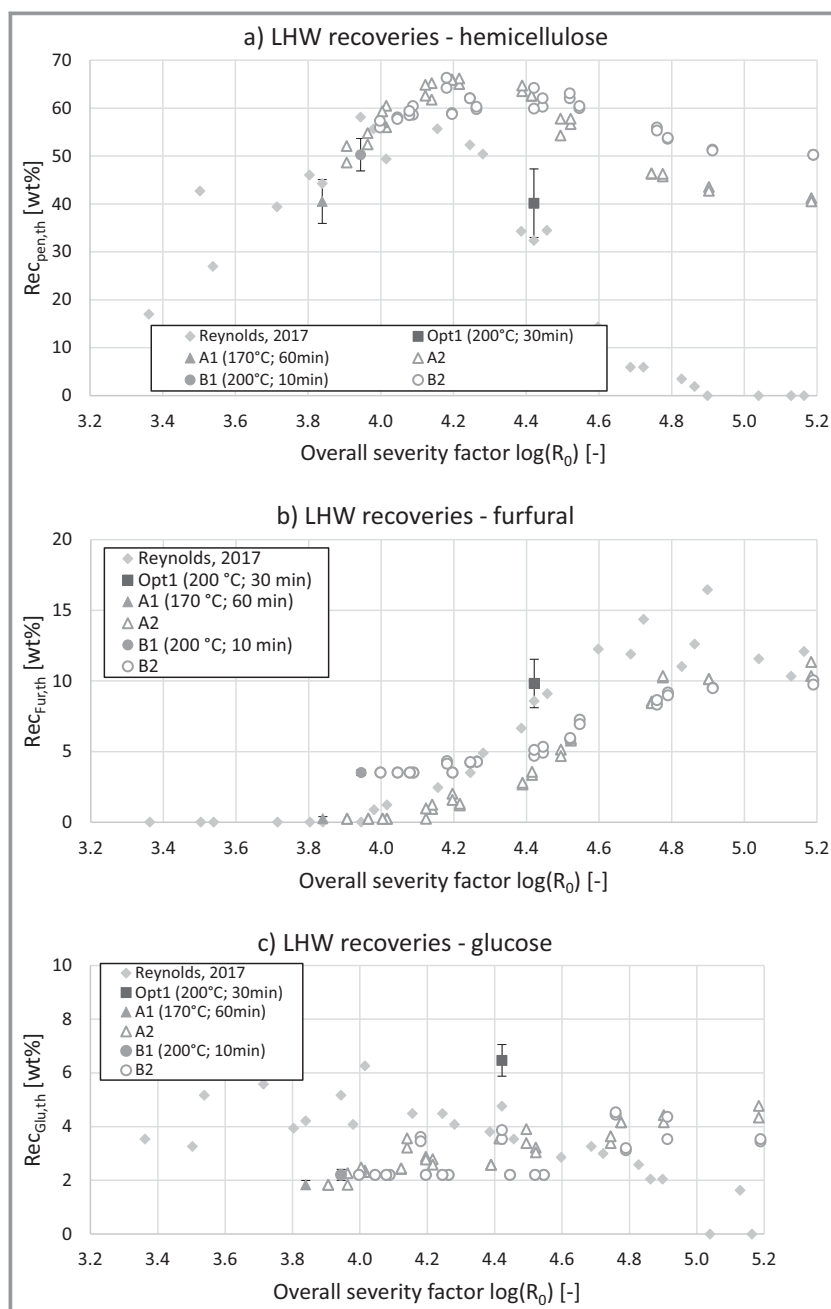 a) LHW recoveries - hemicellulose
70
60
50
40
30
20
10
0
Rec_pen,th [wt%]
Reynolds, 2017
Opt1 (200°C; 30min)
A1 (170°C; 60min)
A2
B1 (200°C; 10min)
B2
3.2 3.4 3.6 3.8 4.0 4.2 4.4 4.6 4.8 5.0 5.2
Overall severity factor log(R₀) [-]
b) LHW recoveries - furfural
20
15
10
5
0
Rec_Fur,th [wt%]
Reynolds, 2017
Opt1 (200 °C; 30 min)
A1 (170 °C; 60 min)
A2
B1 (200 °C; 10 min)
B2
3.2 3.4 3.6 3.8 4.0 4.2 4.4 4.6 4.8 5.0 5.2
Overall severity factor log(R₀) [-]
c) LHW recoveries - glucose
10
8
6
4
2
0
Rec_Glu,th [wt%]
Reynolds, 2017
Opt1 (200°C; 30min)
A1 (170°C; 60min)
A2
B1 (200°C; 10min)
B2
3.2 3.4 3.6 3.8 4.0 4.2 4.4 4.6 4.8 5.0 5.2
Overall severity factor log(R₀) [-]